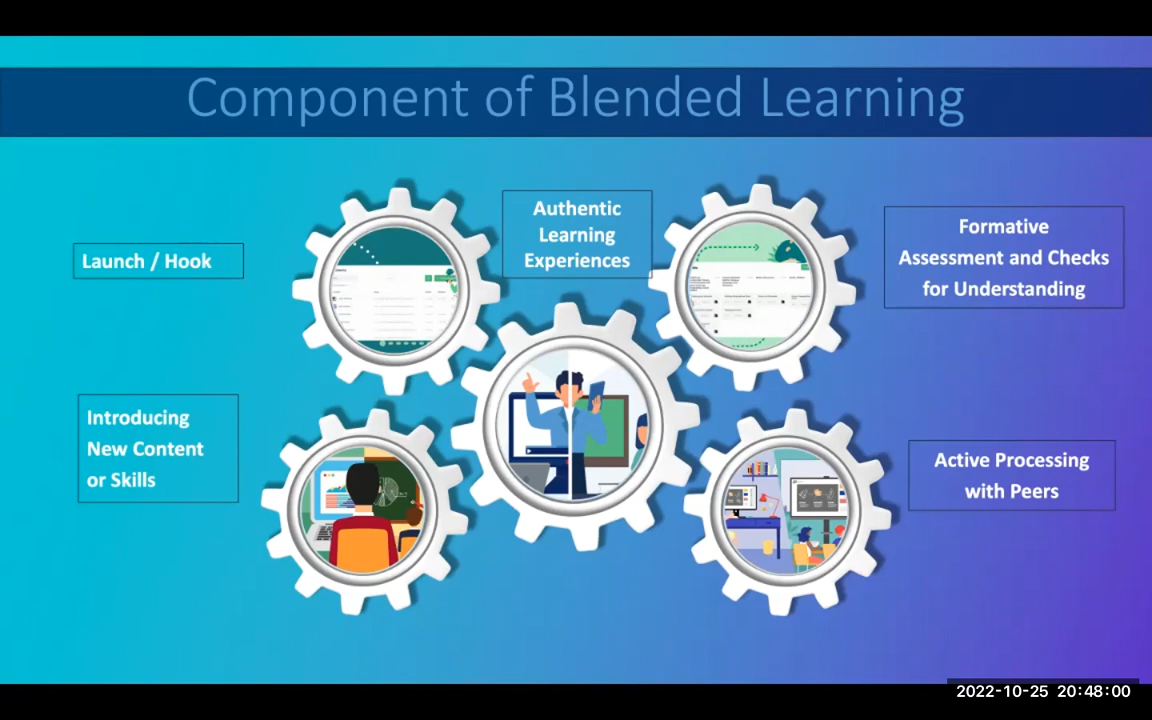 Component of Blended Learning
Launch / Hook
Authentic
Learning
Experiences
Formative
Assessment and Checks
for Understanding
Introducing
New Content
or Skills
Active Processing
with Peers
2022-10-25 20:48:00